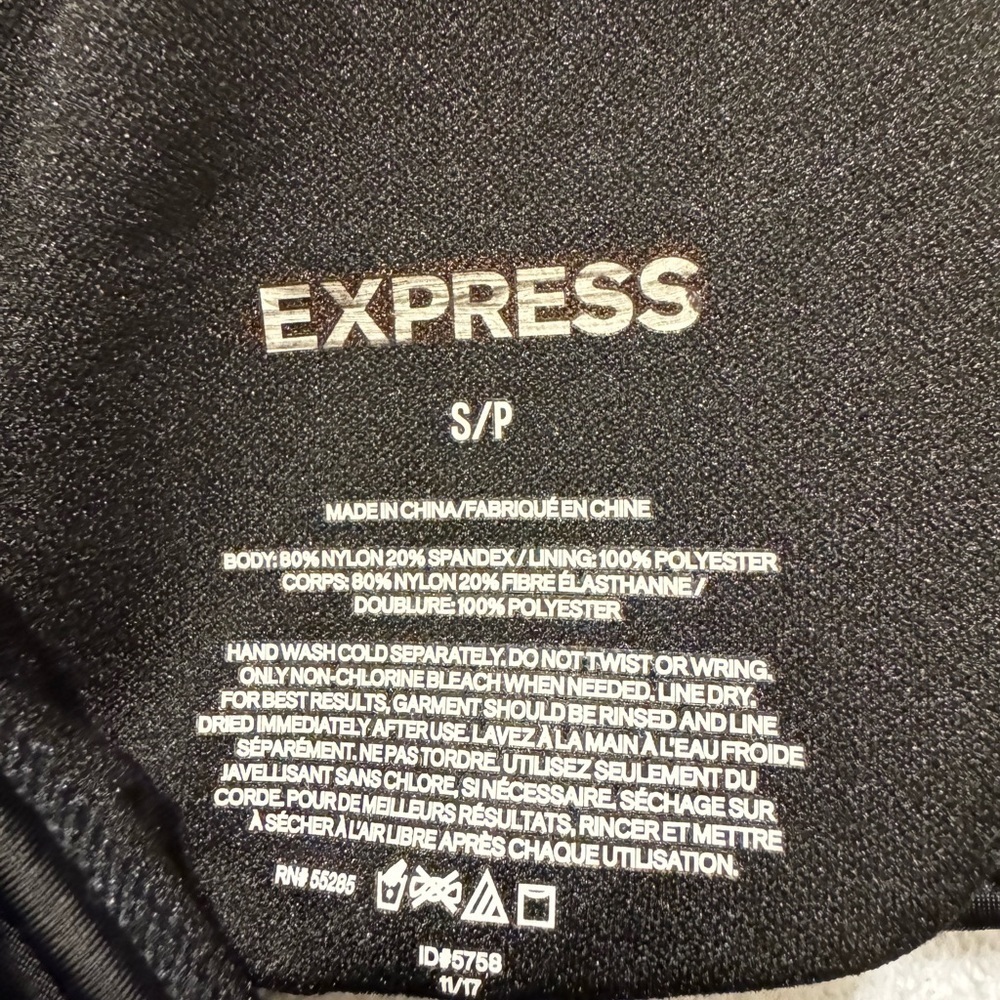 EXPRESS
S/P
MADE IN CHINA/FABRIQUÉ EN CHINE
BODY: 80% NYLON 20% SPANDEX / LINING: 100% POLYESTER
CORPS: 80% NYLON 20% FIBRE ÉLASTHANNE /
DOUBLURE: 100% POLYESTER
HAND WASH COLD SEPARATELY. DO NOT TWIST OR WRING.
ONLY NON-CHLORINE BLEACH WHEN NEEDED. LINE DRY.
FOR BEST RESULTS, GARMENT SHOULD BE RINSED AND LINE
DRIED IMMEDIATELY AFTER USE. LAVEZ À LA MAIN À L'EAU FROIDE
SÉPARÉMENT. NE PAS TORDRE. UTILISEZ SEULEMENT DU
JAVELLISANT SANS CHLORE, SI NÉCESSAIRE. SÉCHAGE SUR
CORDE. POUR DE MEILLEURS RÉSULTATS, RINCER ET METTRE
À SÉCHER À L'AIR LIBRE APRÈS CHAQUE UTILISATION.
RN# 55285
ID#5758
11/17